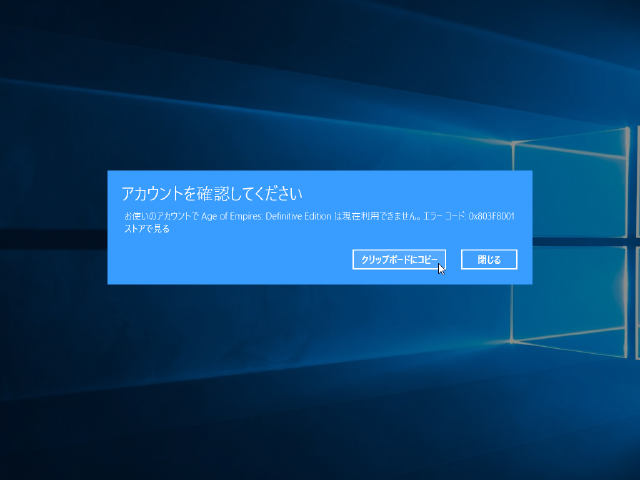 アカウントを確認してください
お使いのアカウントで Age of Empires: Definitive Edition は現在利用できません。エラー コード: 0x803F8001
ストアで見る
クリップボードにコピー
閉じる